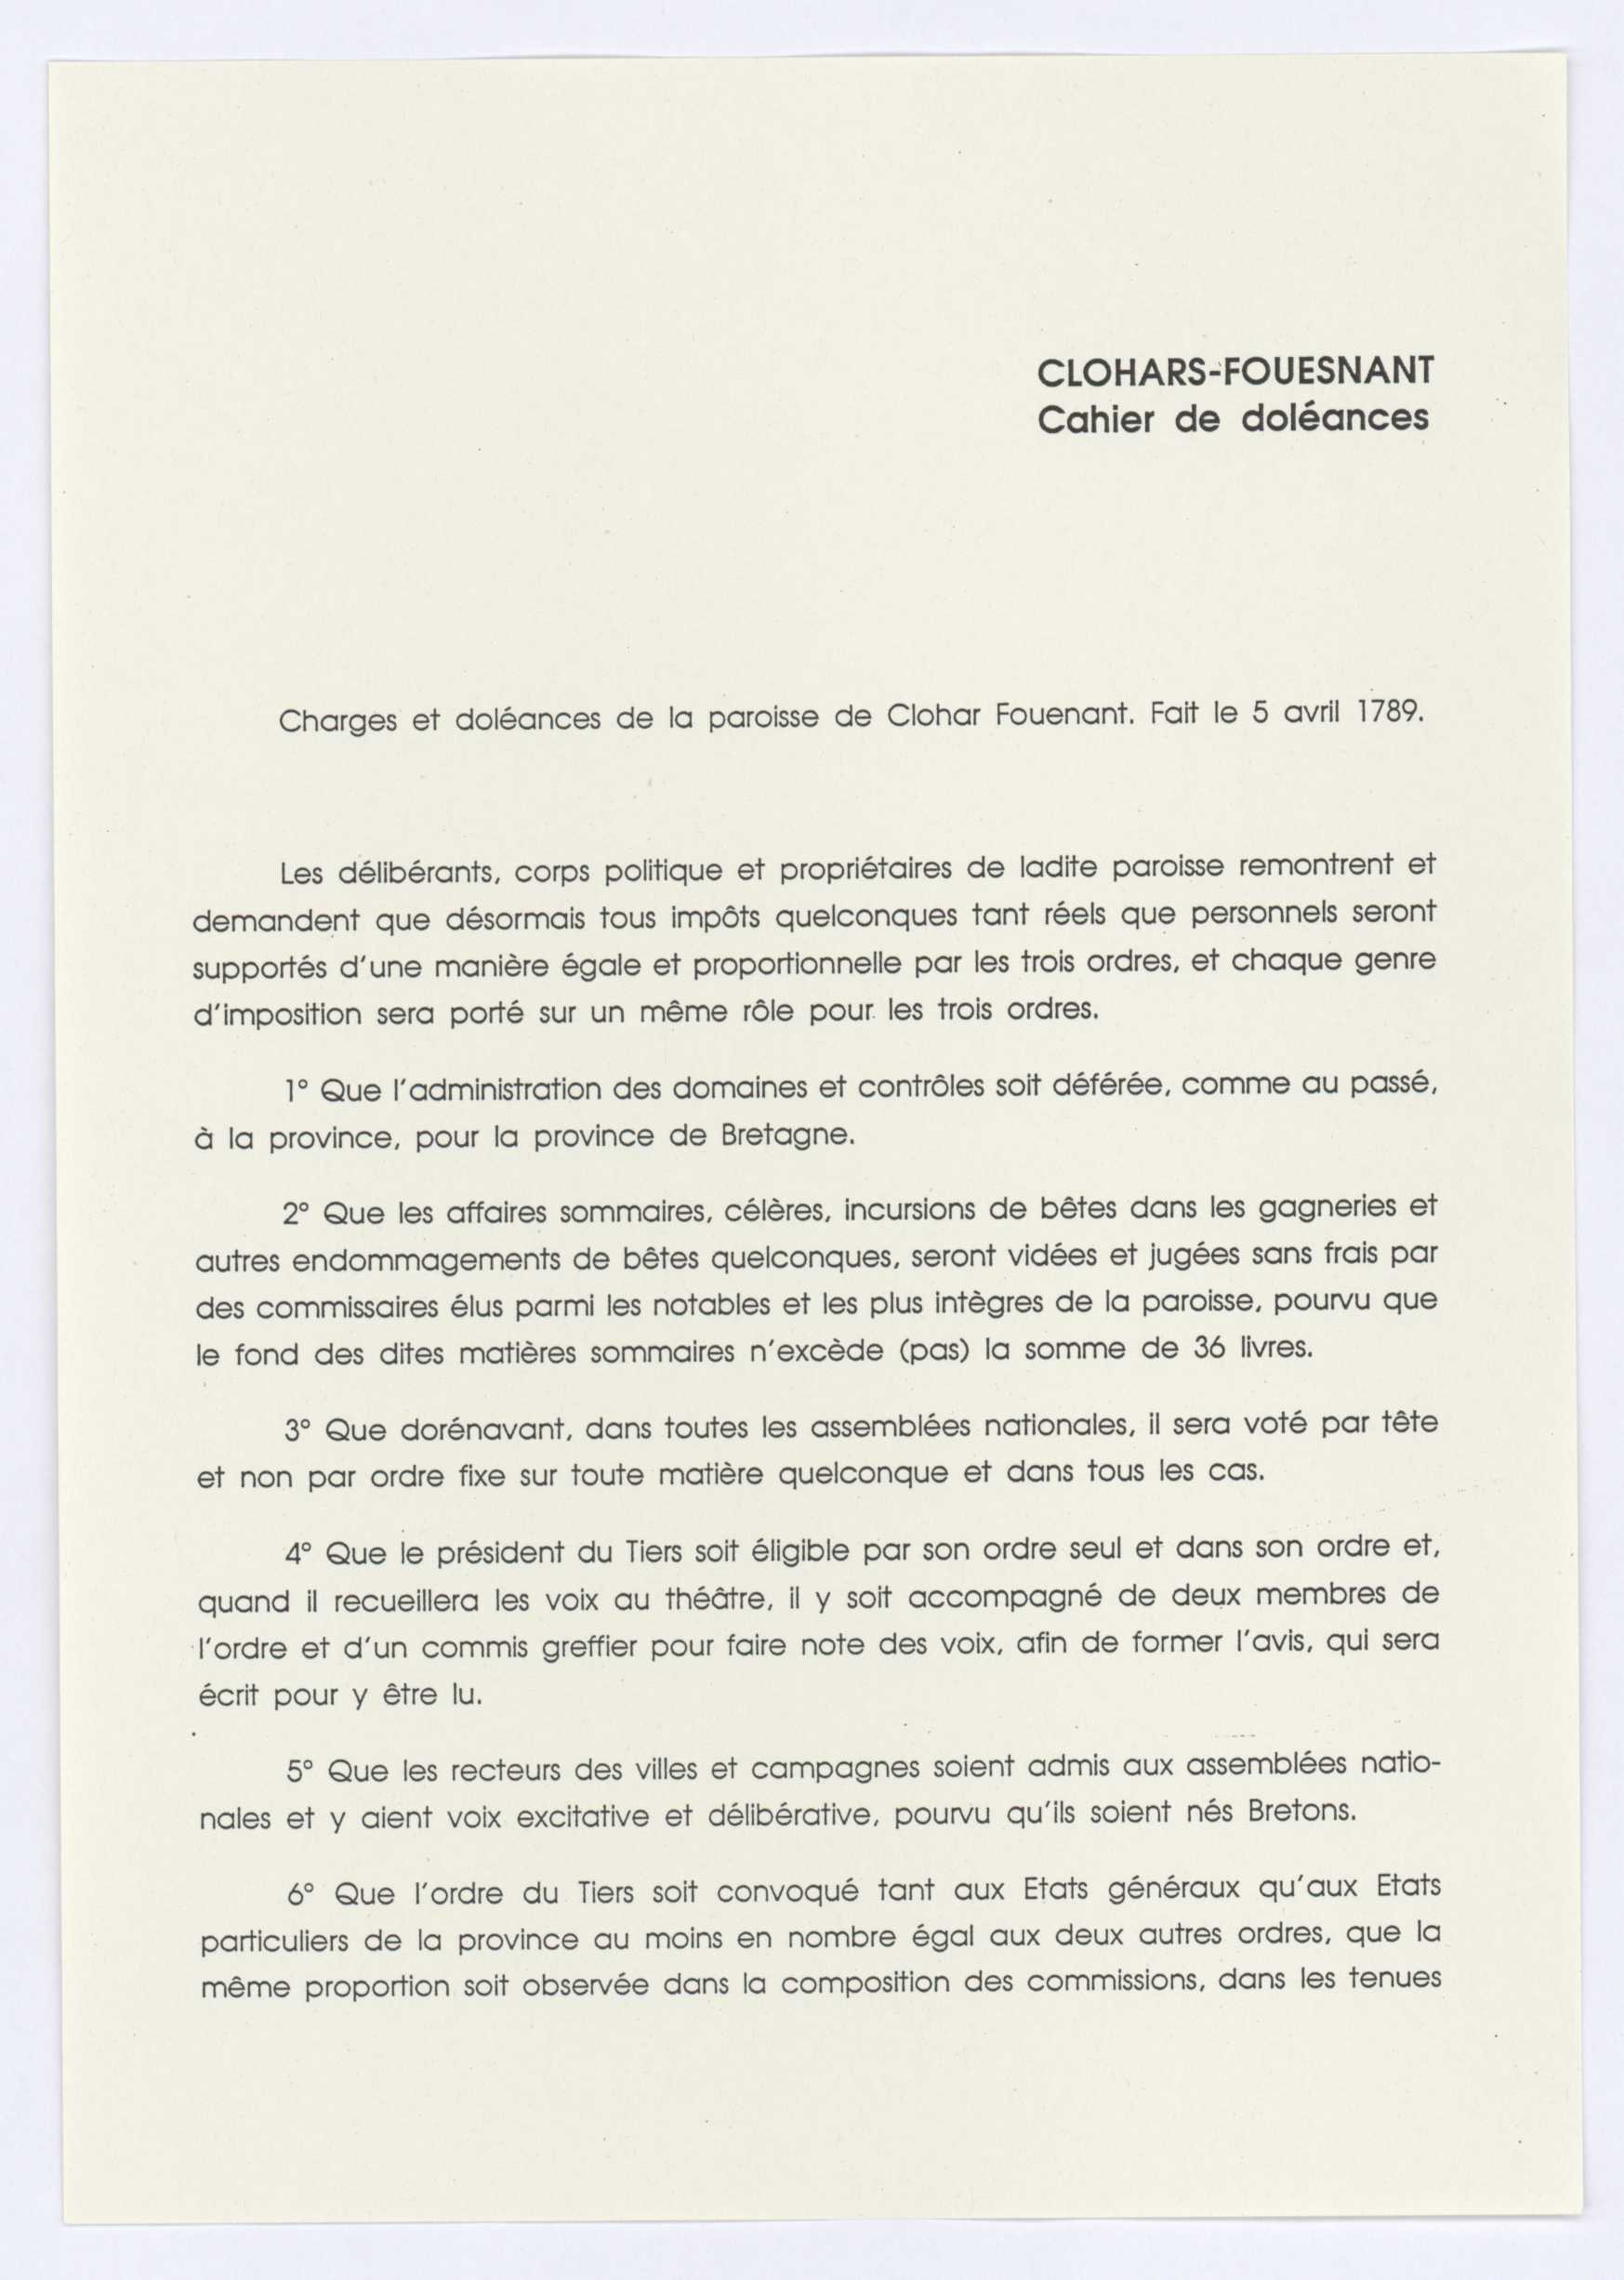 CLOHARS-FOUESNANT
Cahier de doléances
Charges et doléances de la paroisse de Clohar Fouenant. Fait le 5 avril 1789.
Les délibérants, corps politique et propriétaires de ladite paroisse remontrent et
demandent que désormais tous impôts quelconques tant réels que personnels seront
supportés d'une manière égale et proportionnelle par les trois ordres, et chaque genre
d'imposition sera porté sur un même rôle pour les trois ordres.
1° Que l'administration des domaines et contrôles soit déférée, comme au passé,
à la province, pour la province de Bretagne.
2° Que les affaires sommaires, célères, incursions de bêtes dans les gagneries et
autres endommagements de bêtes quelconques, seront vidées et jugées sans frais par
des commissaires élus parmi les notables et les plus intègres de la paroisse, pourvu que
le fond des dites matières sommaires n'excède (pas) la somme de 36 livres.
3° Que dorénavant, dans toutes les assemblées nationales, il sera voté par tête
et non par ordre fixe sur toute matière quelconque et dans tous les cas.
4° Que le président du Tiers soit éligible par son ordre seul et dans son ordre et,
quand il recueillera les voix au théâtre, il y soit accompagné de deux membres de
l'ordre et d'un commis greffier pour faire note des voix, afin de former l'avis, qui sera
écrit pour y être lu.
5° Que les recteurs des villes et campagnes soient admis aux assemblées natio-
nales et y aient voix excitative et délibérative, pourvu qu'ils soient nés Bretons.
6° Que l'ordre du Tiers soit convoqué tant aux Etats généraux qu'aux Etats
particuliers de la province au moins en nombre égal aux deux autres ordres, que la
même proportion soit observée dans la composition des commissions, dans les tenues